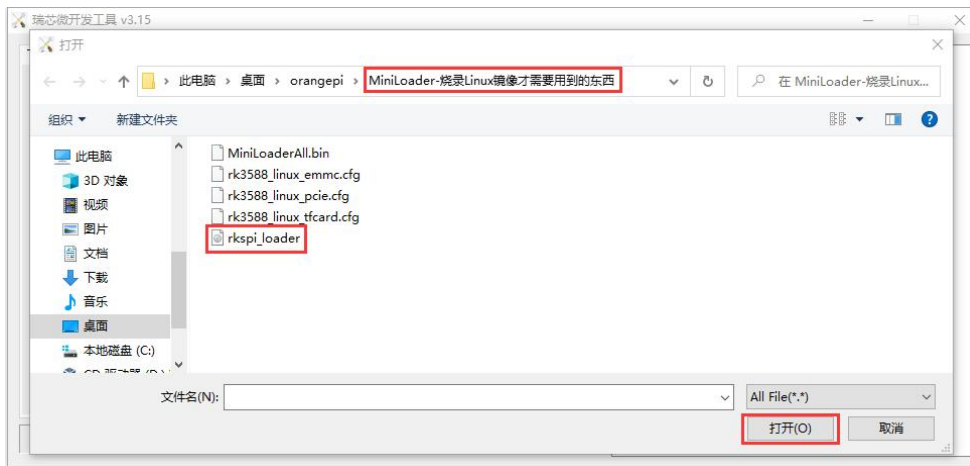 瑞芯微开发工具 v3.15
打开
此电脑 › 桌面 › orangepi › MiniLoader-烧录Linux镜像才需要用到的东西
在 MiniLoader-烧录Linux...
组织 新建文件夹
此电脑
3D 对象
视频
图片
文档
下载
音乐
桌面
本地磁盘 (C:)
MiniLoaderAll.bin
rk3588_linux_emmc.cfg
rk3588_linux_pcie.cfg
rk3588_linux_tfcard.cfg
rkspi_loader
文件名(N):
All File(*.*)
打开(O)
取消